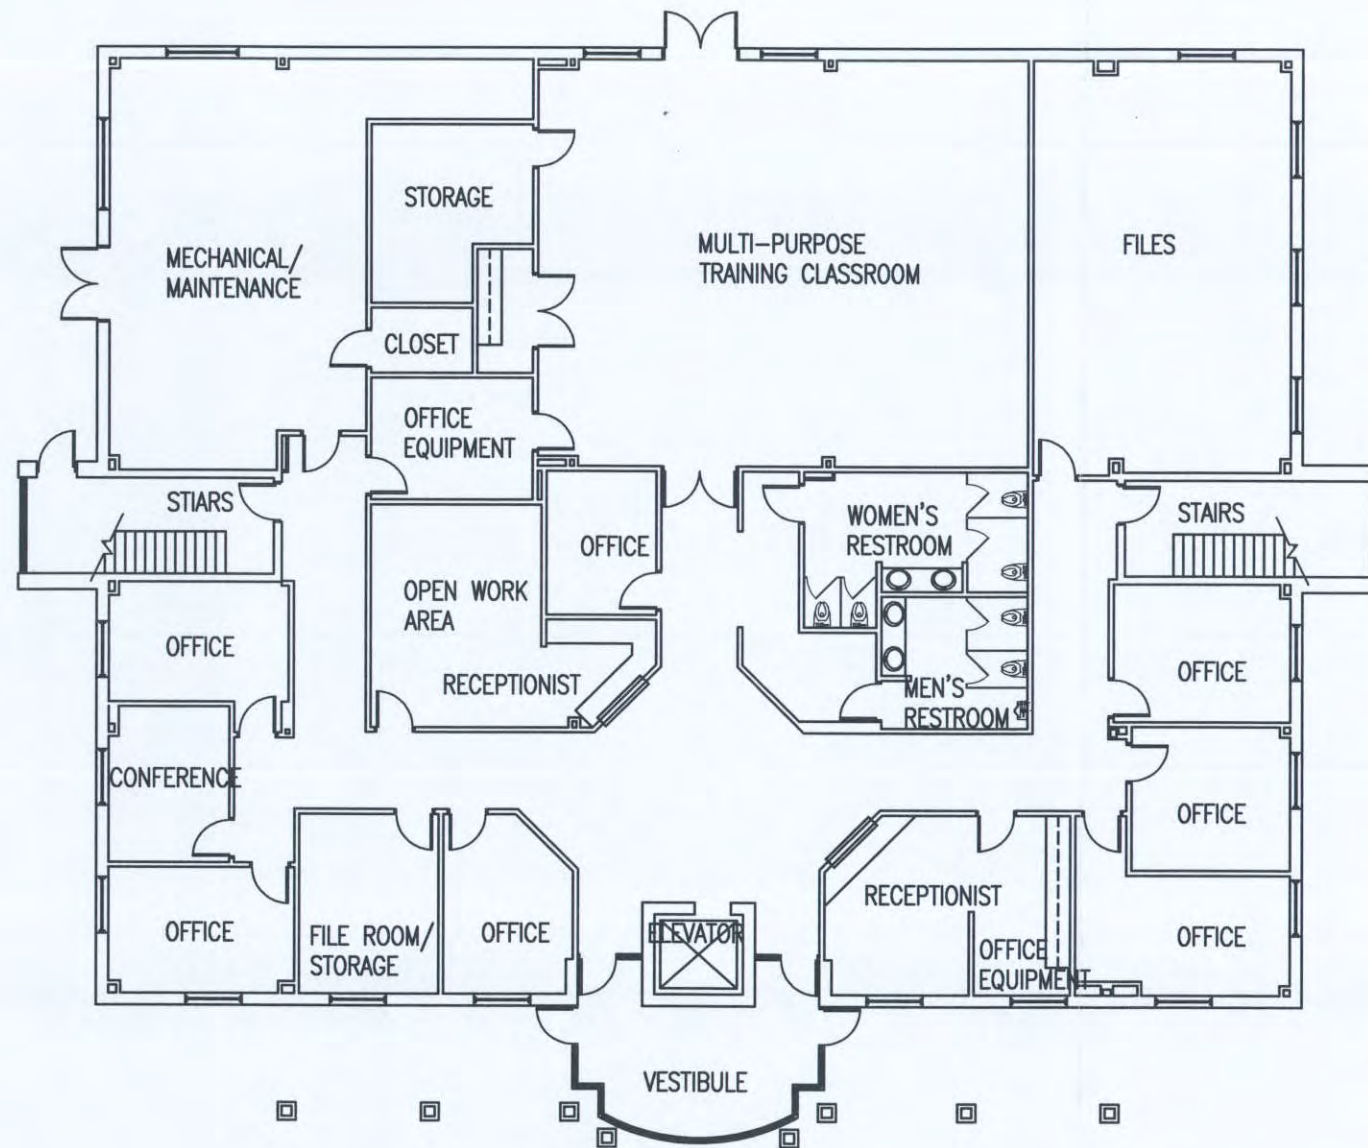 STORAGE
MECHANICAL/
MAINTENANCE
MULTI-PURPOSE
TRAINING CLASSROOM
FILES
CLOSET
OFFICE
EQUIPMENT
STIARS
WOMEN'S
RESTROOM
STAIRS
OFFICE
OPEN WORK
AREA
OFFICE
RECEPTIONIST
MEN'S
RESTROOM
OFFICE
CONFERENCE
OFFICE
RECEPTIONIST
OFFICE
FILE ROOM/
STORAGE
OFFICE
ELEVATOR
OFFICE
EQUIPMENT
OFFICE
VESTIBULE